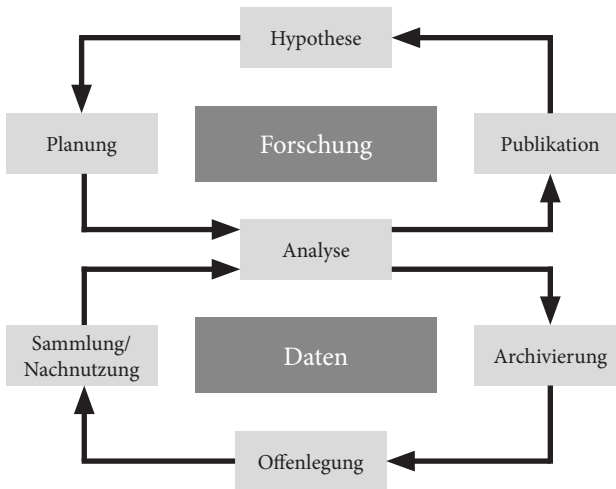 Hypothese
Planung
Forschung
Publikation
Analyse
Sammlung/
Nachnutzung
Daten
Archivierung
Offenlegung